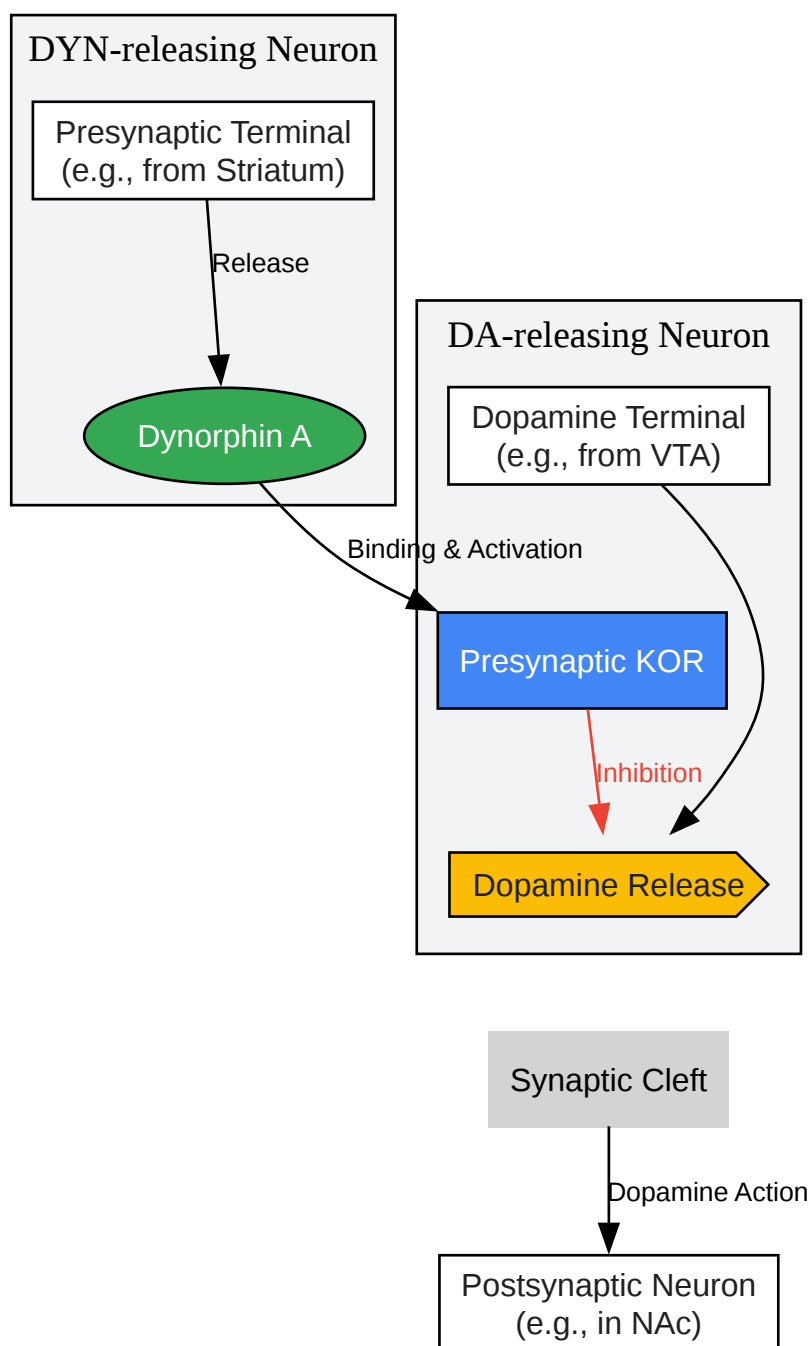 DYN-releasing Neuron
Presynaptic Terminal
(e.g., from Striatum)
Release
Dynorphin A
DA-releasing Neuron
Dopamine Terminal
(e.g., from VTA)
Binding & Activation
Presynaptic KOR
Inhibition
Dopamine Release
Synaptic Cleft
Dopamine Action
Postsynaptic Neuron
(e.g., in NAc)